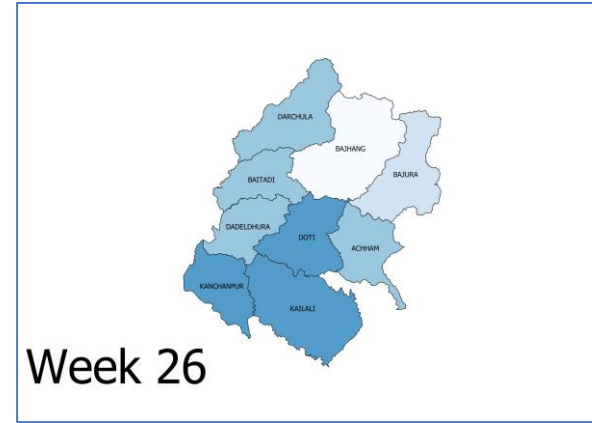 DARCHULA
BAJHANG
BAJURA
BAITADI
DADELDHURA
DOTI
ACHHAM
KANCHANPUR
KAILALI
Week 26